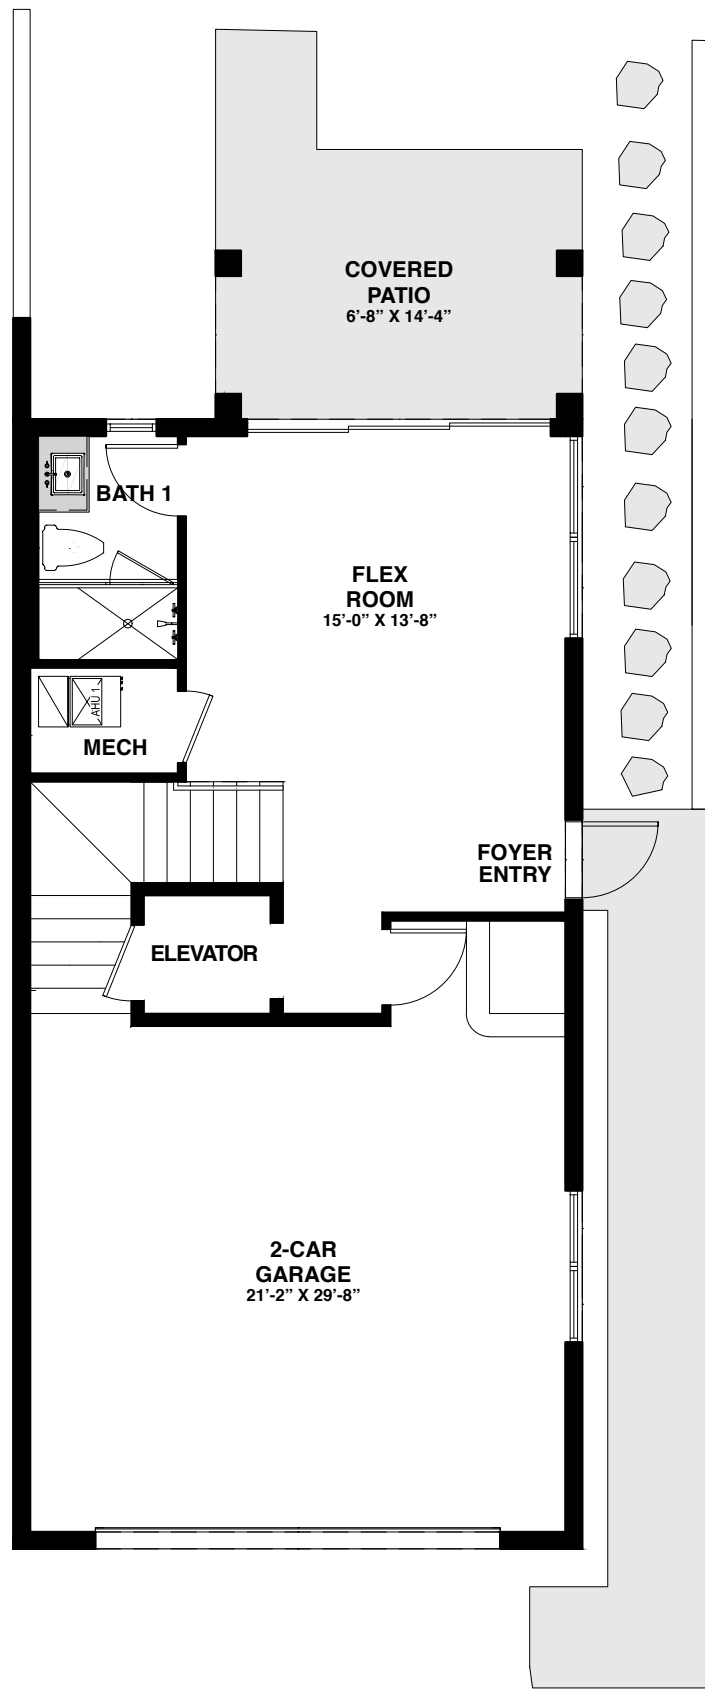 COVERED
PATIO
6’-8” X 14’-4”
BATH 1
FLEX
ROOM
15’-0” X 13’-8”
AHU 1
MECH
FOYER
ENTRY
ELEVATOR
2-CAR
GARAGE
21’-2” X 29’-8”